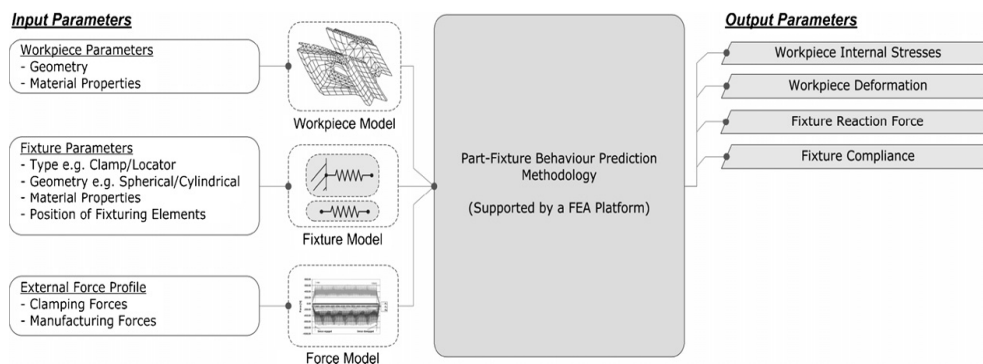 Input Parameters
Workpiece Parameters
- Geometry
- Material Properties
Workpiece Model
Fixture Parameters
- Type e.g. Clamp/Locator
- Geometry e.g. Spherical/Cylindrical
- Material Properties
- Position of Fixturing Elements
Fixture Model
External Force Profile
- Clamping Forces
- Manufacturing Forces
Force Model
Part-Fixture Behaviour Prediction
Methodology
(Supported by a FEA Platform)
Output Parameters
Workpiece Internal Stresses
Workpiece Deformation
Fixture Reaction Force
Fixture Compliance